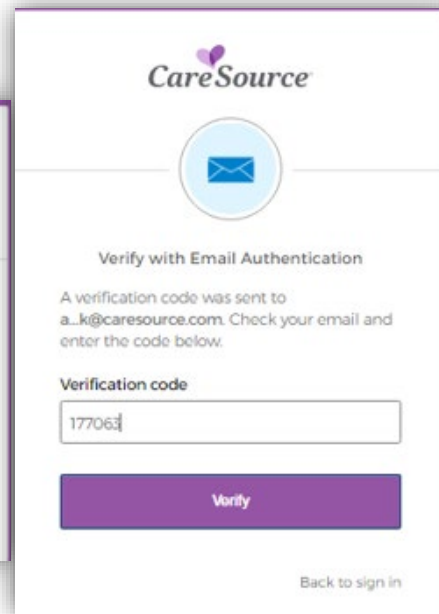 CareSource
Verify with Email Authentication
A verification code was sent to
a...k@caresource.com. Check your email and
enter the code below.
Verification code
177063
Verify
Back to sign in